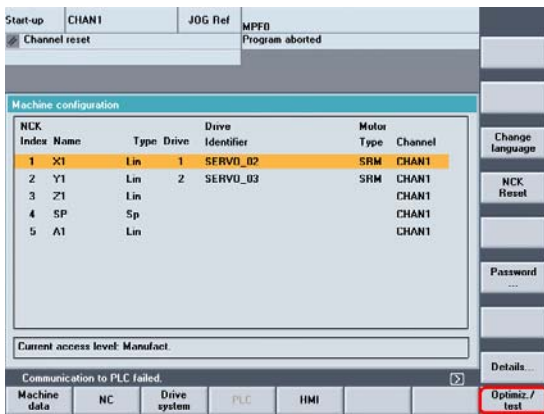 Start-up CHAN1 JOG Ref MPF0
Channel reset Program aborted
Machine configuration
NCK Drive Motor
Index Name Type Drive Identifier Type Channel
1 X1 Lin 1 SERVO_02 SRM CHAN1
2 Y1 Lin 2 SERVO_03 SRM CHAN1
3 Z1 Lin CHAN1
4 SP Sp CHAN1
5 A1 Lin CHAN1
Current access level: Manufact.
Communication to PLC failed.
Change
language
NCK
Reset
Password
...
Details...
Machine
data
NC
Drive
system
PLC
HMI
Optimiz./
test